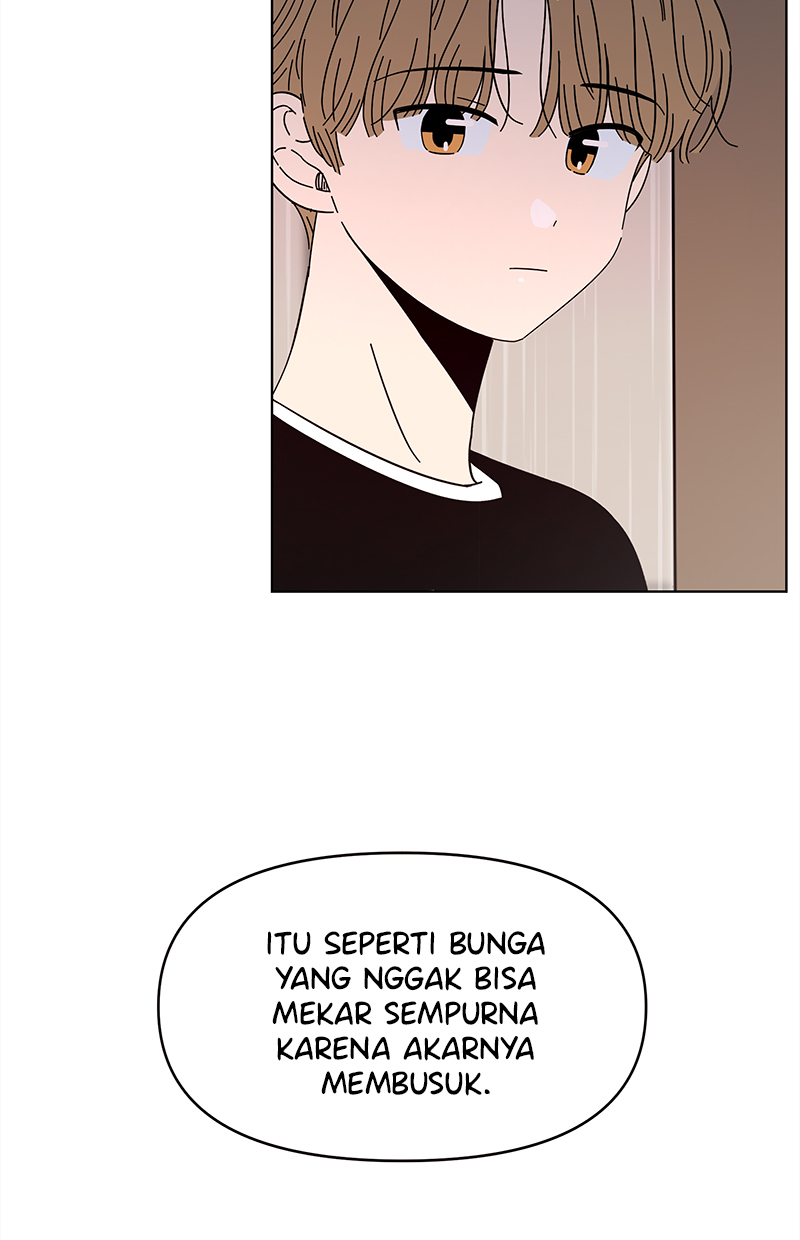 ITU SEPERTI BUNGA
YANG NGGAK BISA
MEKAR SEMPURNA
KARENA AKARNYA
MEMBUSUK.